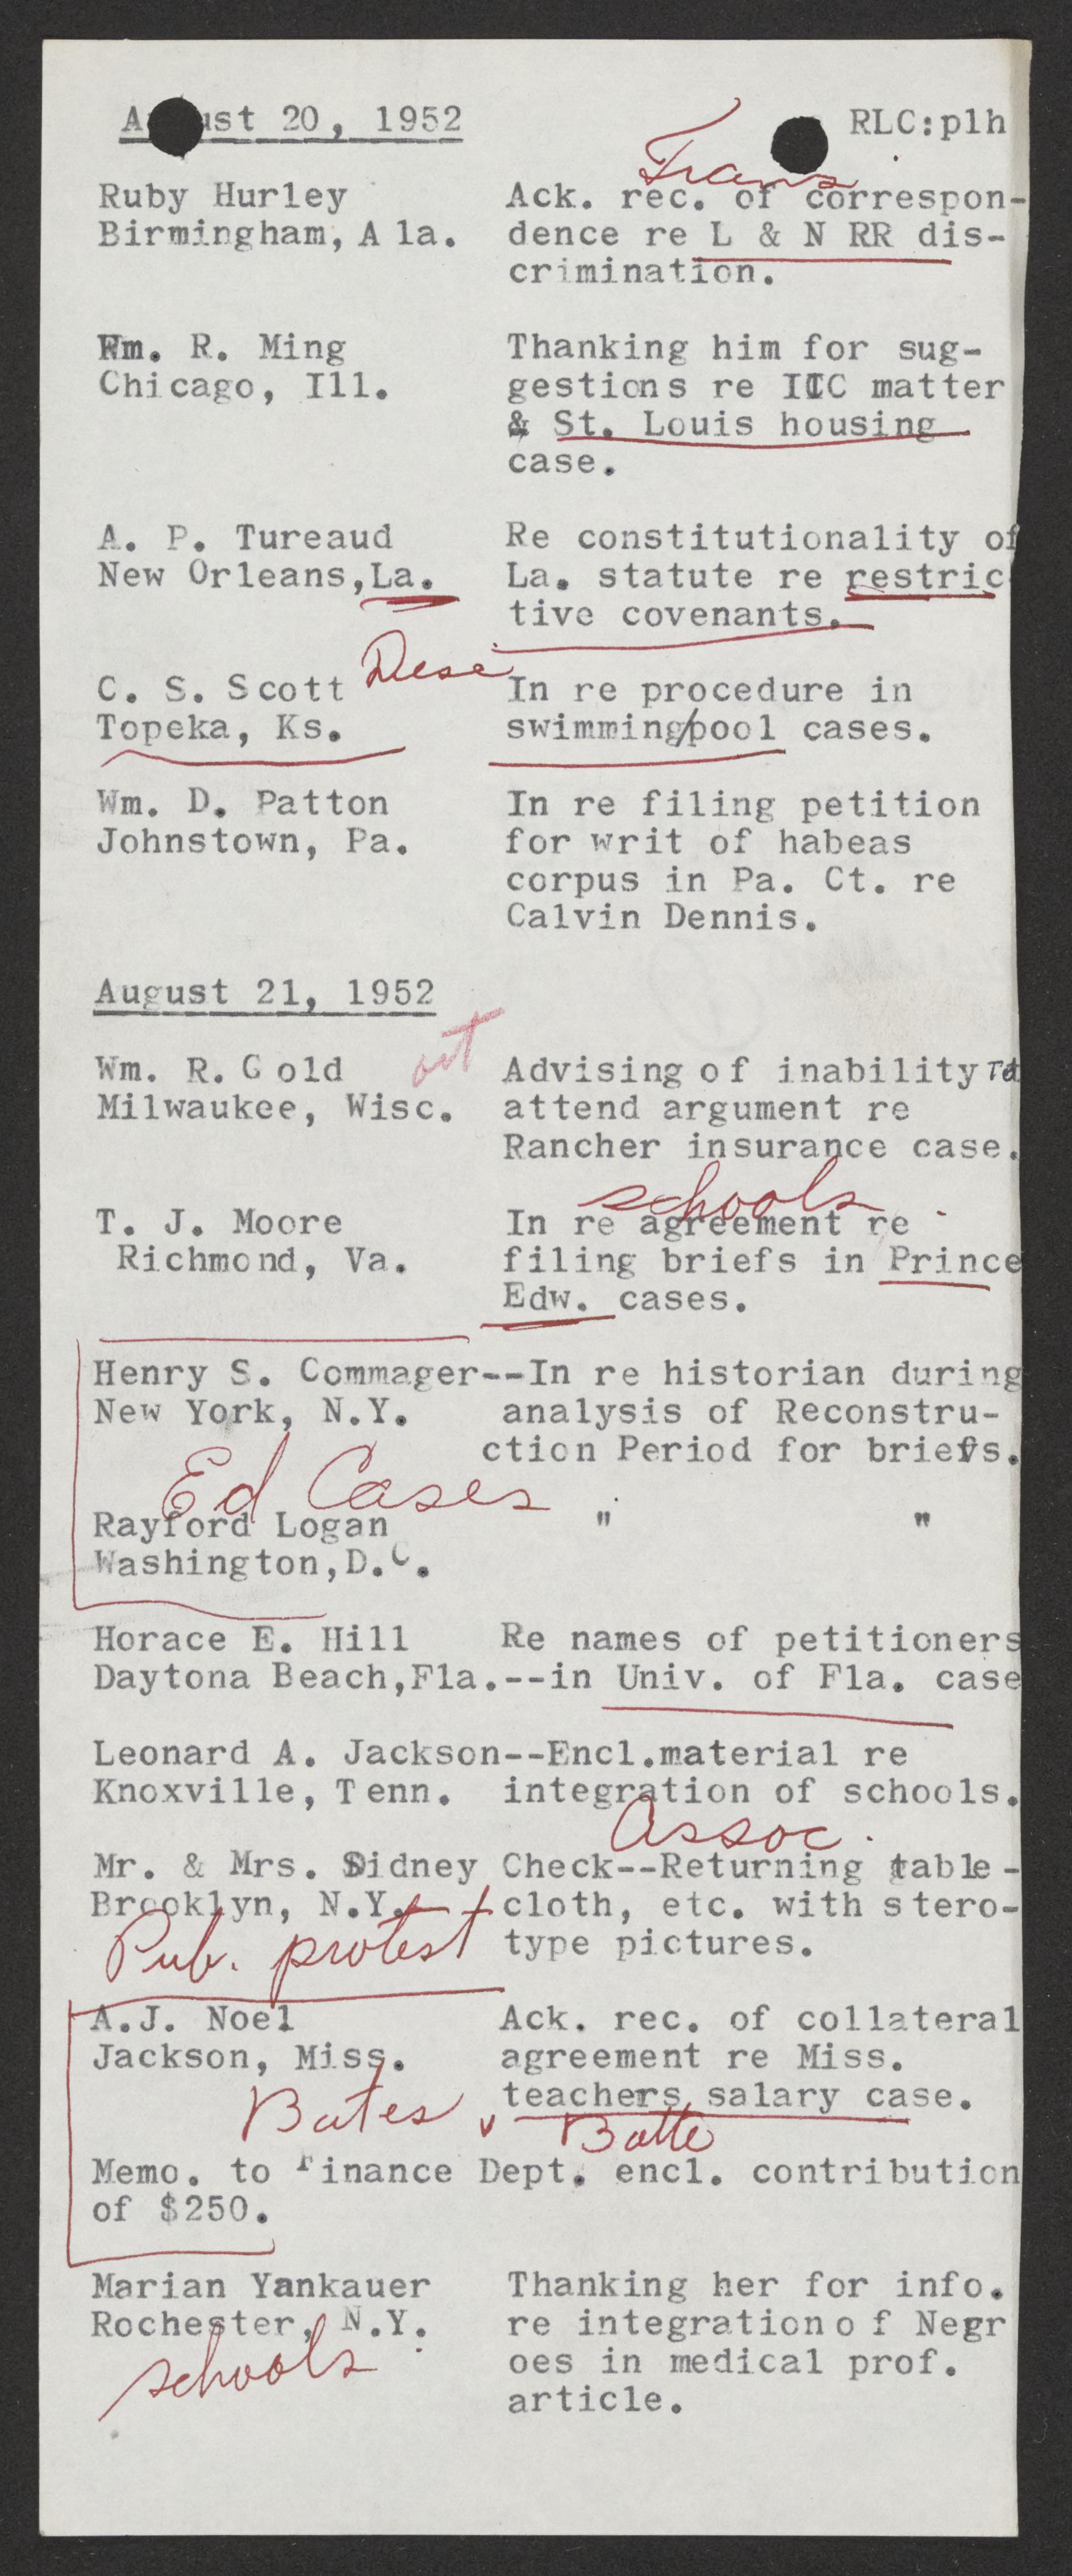 August 20, 1952 RLC:plh
Trans
Ruby Hurley Ack. rec. of correspon-
Birmingham, A la. dence re L & N RR dis-
crimination.
Wm. R. Ming Thanking him for sug-
Chicago, Ill. gestions re ICC matter
& St. Louis housing
case.
A. P. Tureaud Re constitutionality of
New Orleans,La. La. statute re restric
tive covenants.
Dese
C. S. Scott In re procedure in
Topeka, Ks. swimming/pool cases.
Wm. D. Patton In re filing petition
Johnstown, Pa. for writ of habeas
corpus in Pa. Ct. re
Calvin Dennis.
August 21, 1952
out
Wm. R. G old Advising of inability to
Milwaukee, Wisc. attend argument re
Rancher insurance case.
schools
T. J. Moore In re agreement re
Richmond, Va. filing briefs in Prince
Edw. cases.
Henry S. Commager--In re historian during
New York, N.Y. analysis of Reconstru-
ction Period for briefs.
Ed Cases
Rayford Logan " "
Washington,D.C.
Horace E. Hill Re names of petitioners
Daytona Beach,Fla.--in Univ. of Fla. case
Leonard A. Jackson--Encl.material re
Knoxville, Tenn. integration of schools.
Assoc.
Mr. & Mrs. Sidney Check--Returning table-
Brooklyn, N.Y. cloth, etc. with stero-
Pub. protest type pictures.
A.J. Noel Ack. rec. of collateral
Jackson, Miss. agreement re Miss.
teachers salary case.
Bates v Batte
Memo. to Finance Dept. encl. contribution
of $250.
Marian Yankauer Thanking her for info.
Rochester, N.Y. re integration o f Negr
schools oes in medical prof.
article.